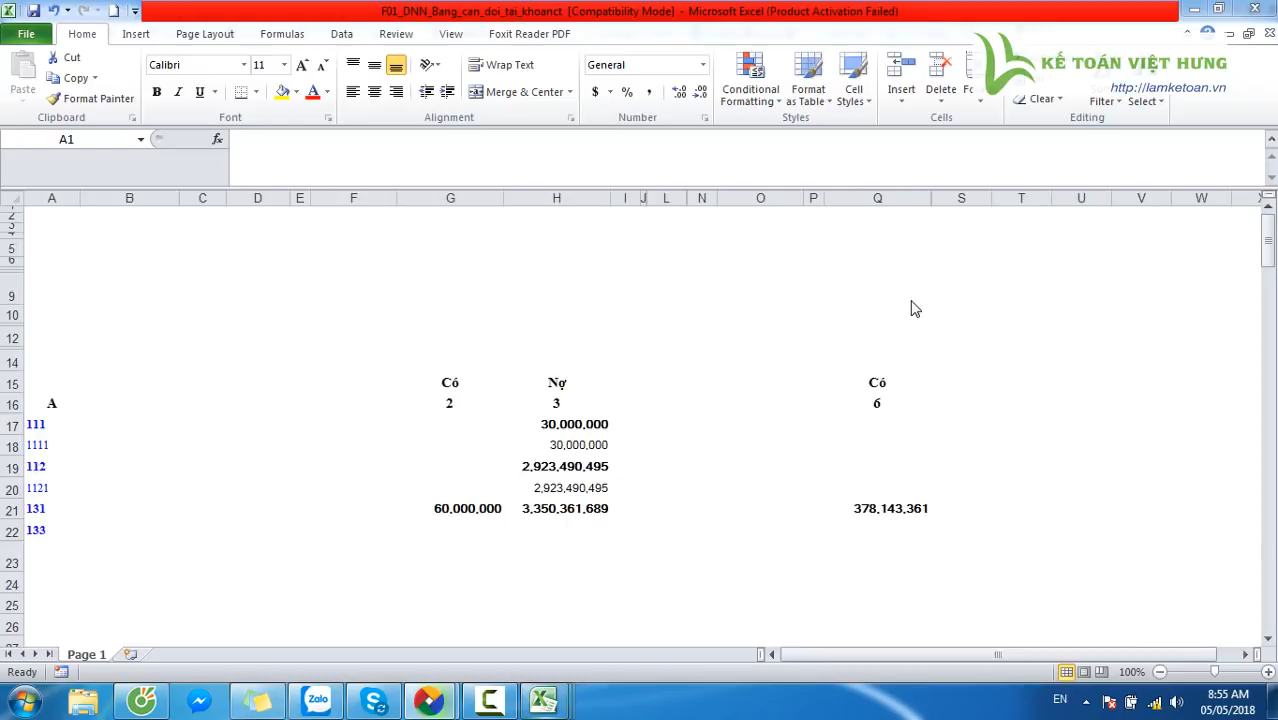 F01_DNN_Bang_can_doi_tai_khoanct [Compatibility Mode] - Microsoft Excel (Product Activation Failed)
File Home Insert Page Layout Formulas Data Review View Foxit Reader PDF
KẾ TOÁN VIỆT HƯNG
http://lamketoan.vn
Paste
Cut
Copy
Format Painter
Clipboard
Calibri 11
B I U
Font
Wrap Text
Merge & Center
Alignment
General
$ % ,
Number
Conditional Formatting
Format as Table
Cell Styles
Styles
Insert
Delete
Cells
Clear
Filter
Select
Editing
A1
fx
A B C D E F G H I J L N O P Q S T U V W
2
3
4
5
6
9
10
12
14
15 Có Nợ Có
16 A 2 3 6
17 111 30,000,000
18 1111 30,000,000
19 112 2,923,490,495
20 1121 2,923,490,495
21 131 60,000,000 3,350,361,689 378,143,361
22 133
23
24
25
26
Page 1
Ready
100%
Zalo
EN
8:55 AM
05/05/2018